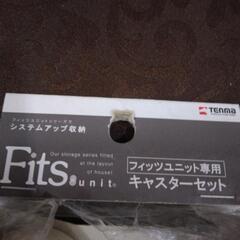 TENMA
フィッツユニットシリーズ
システムアップ収納
Fits.unit®
Our storage series fitted
at the layout
of house!
フィッツユニット専用
キャスターセット